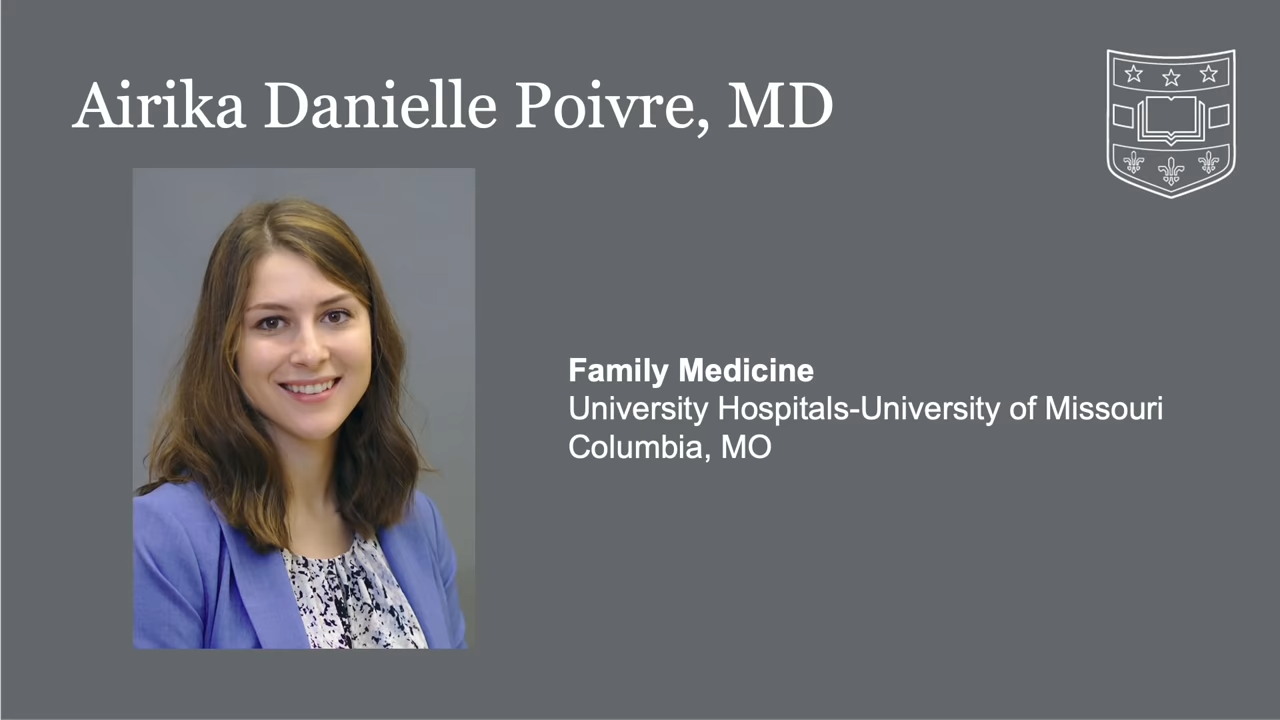 Airika Danielle Poivre, MD
Family Medicine
University Hospitals-University of Missouri
Columbia, MO